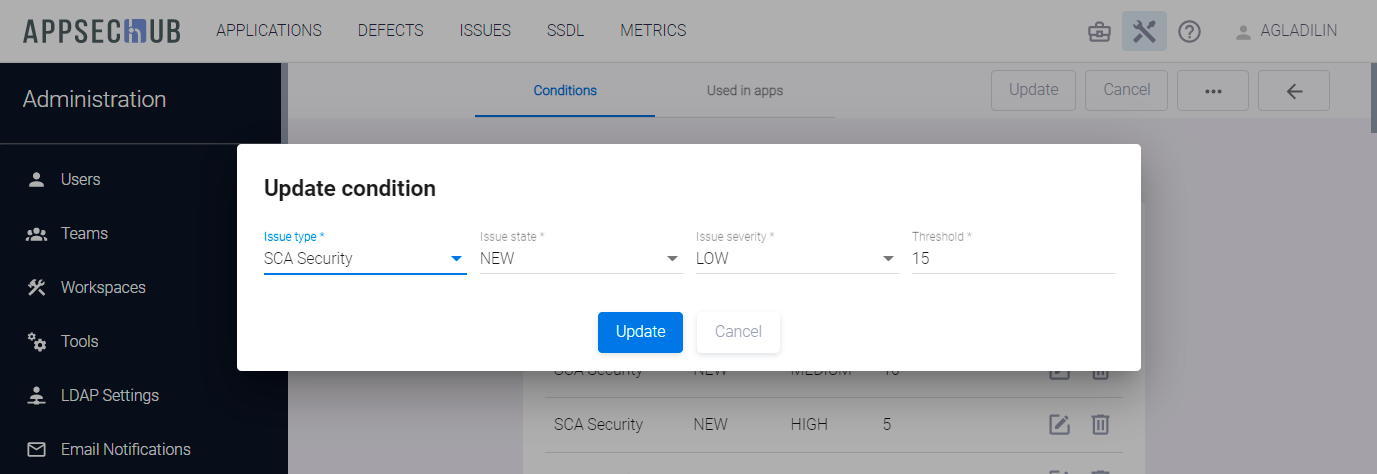 APPSECHUB APPLICATIONS DEFECTS ISSUES SSDL METRICS AGLADILIN
Administration
Conditions Used in apps Update Cancel ...
Users
Teams
Workspaces
Tools
LDAP Settings
Email Notifications
Update condition
Issue type * Issue state * Issue severity * Threshold *
SCA Security NEW LOW 15
Update Cancel
SCA Security NEW MEDIUM 10
SCA Security NEW HIGH 5